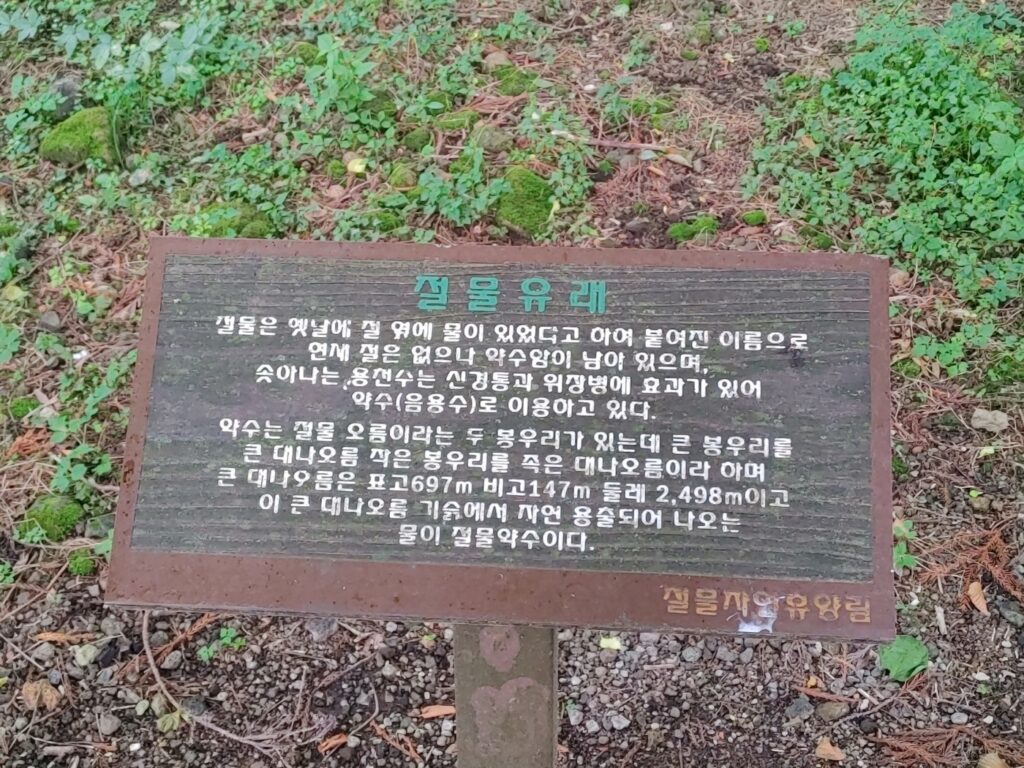 절물유래
절물은 옛날에 절 옆에 물이 있었다고 하여 붙여진 이름으로
현재 절은 없으나 약수암이 남아 있으며,
솟아나는 용천수는 신경통과 위장병에 효과가 있어
약수(음용수)로 이용하고 있다.
약수는 절물 오름이라는 두 봉우리가 있는데 큰 봉우리를
큰 대나오름 작은 봉우리를 족은 대나오름이라 하며
큰 대나오름은 표고697m 비고147m 둘레 2,498m이고
이 큰 대나오름 기슭에서 자연 용출되어 나오는
물이 절물약수이다.
절물자연휴양림